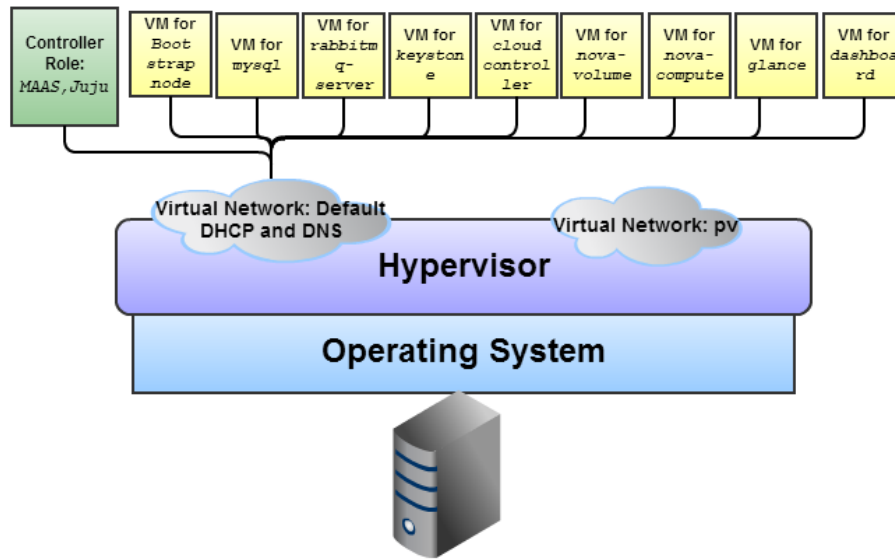 Controller
Role:
MAAS,Juju
VM for
Boot
strap
node
VM for
mysql
VM for
rabbitm
q-
server
VM for
keyston
e
VM for
cloud
control
ler
VM for
nova-
volume
VM for
nova-
compute
VM for
glance
VM for
dashboa
rd
Virtual Network: Default
DHCP and DNS
Virtual Network: pv
Hypervisor
Operating System